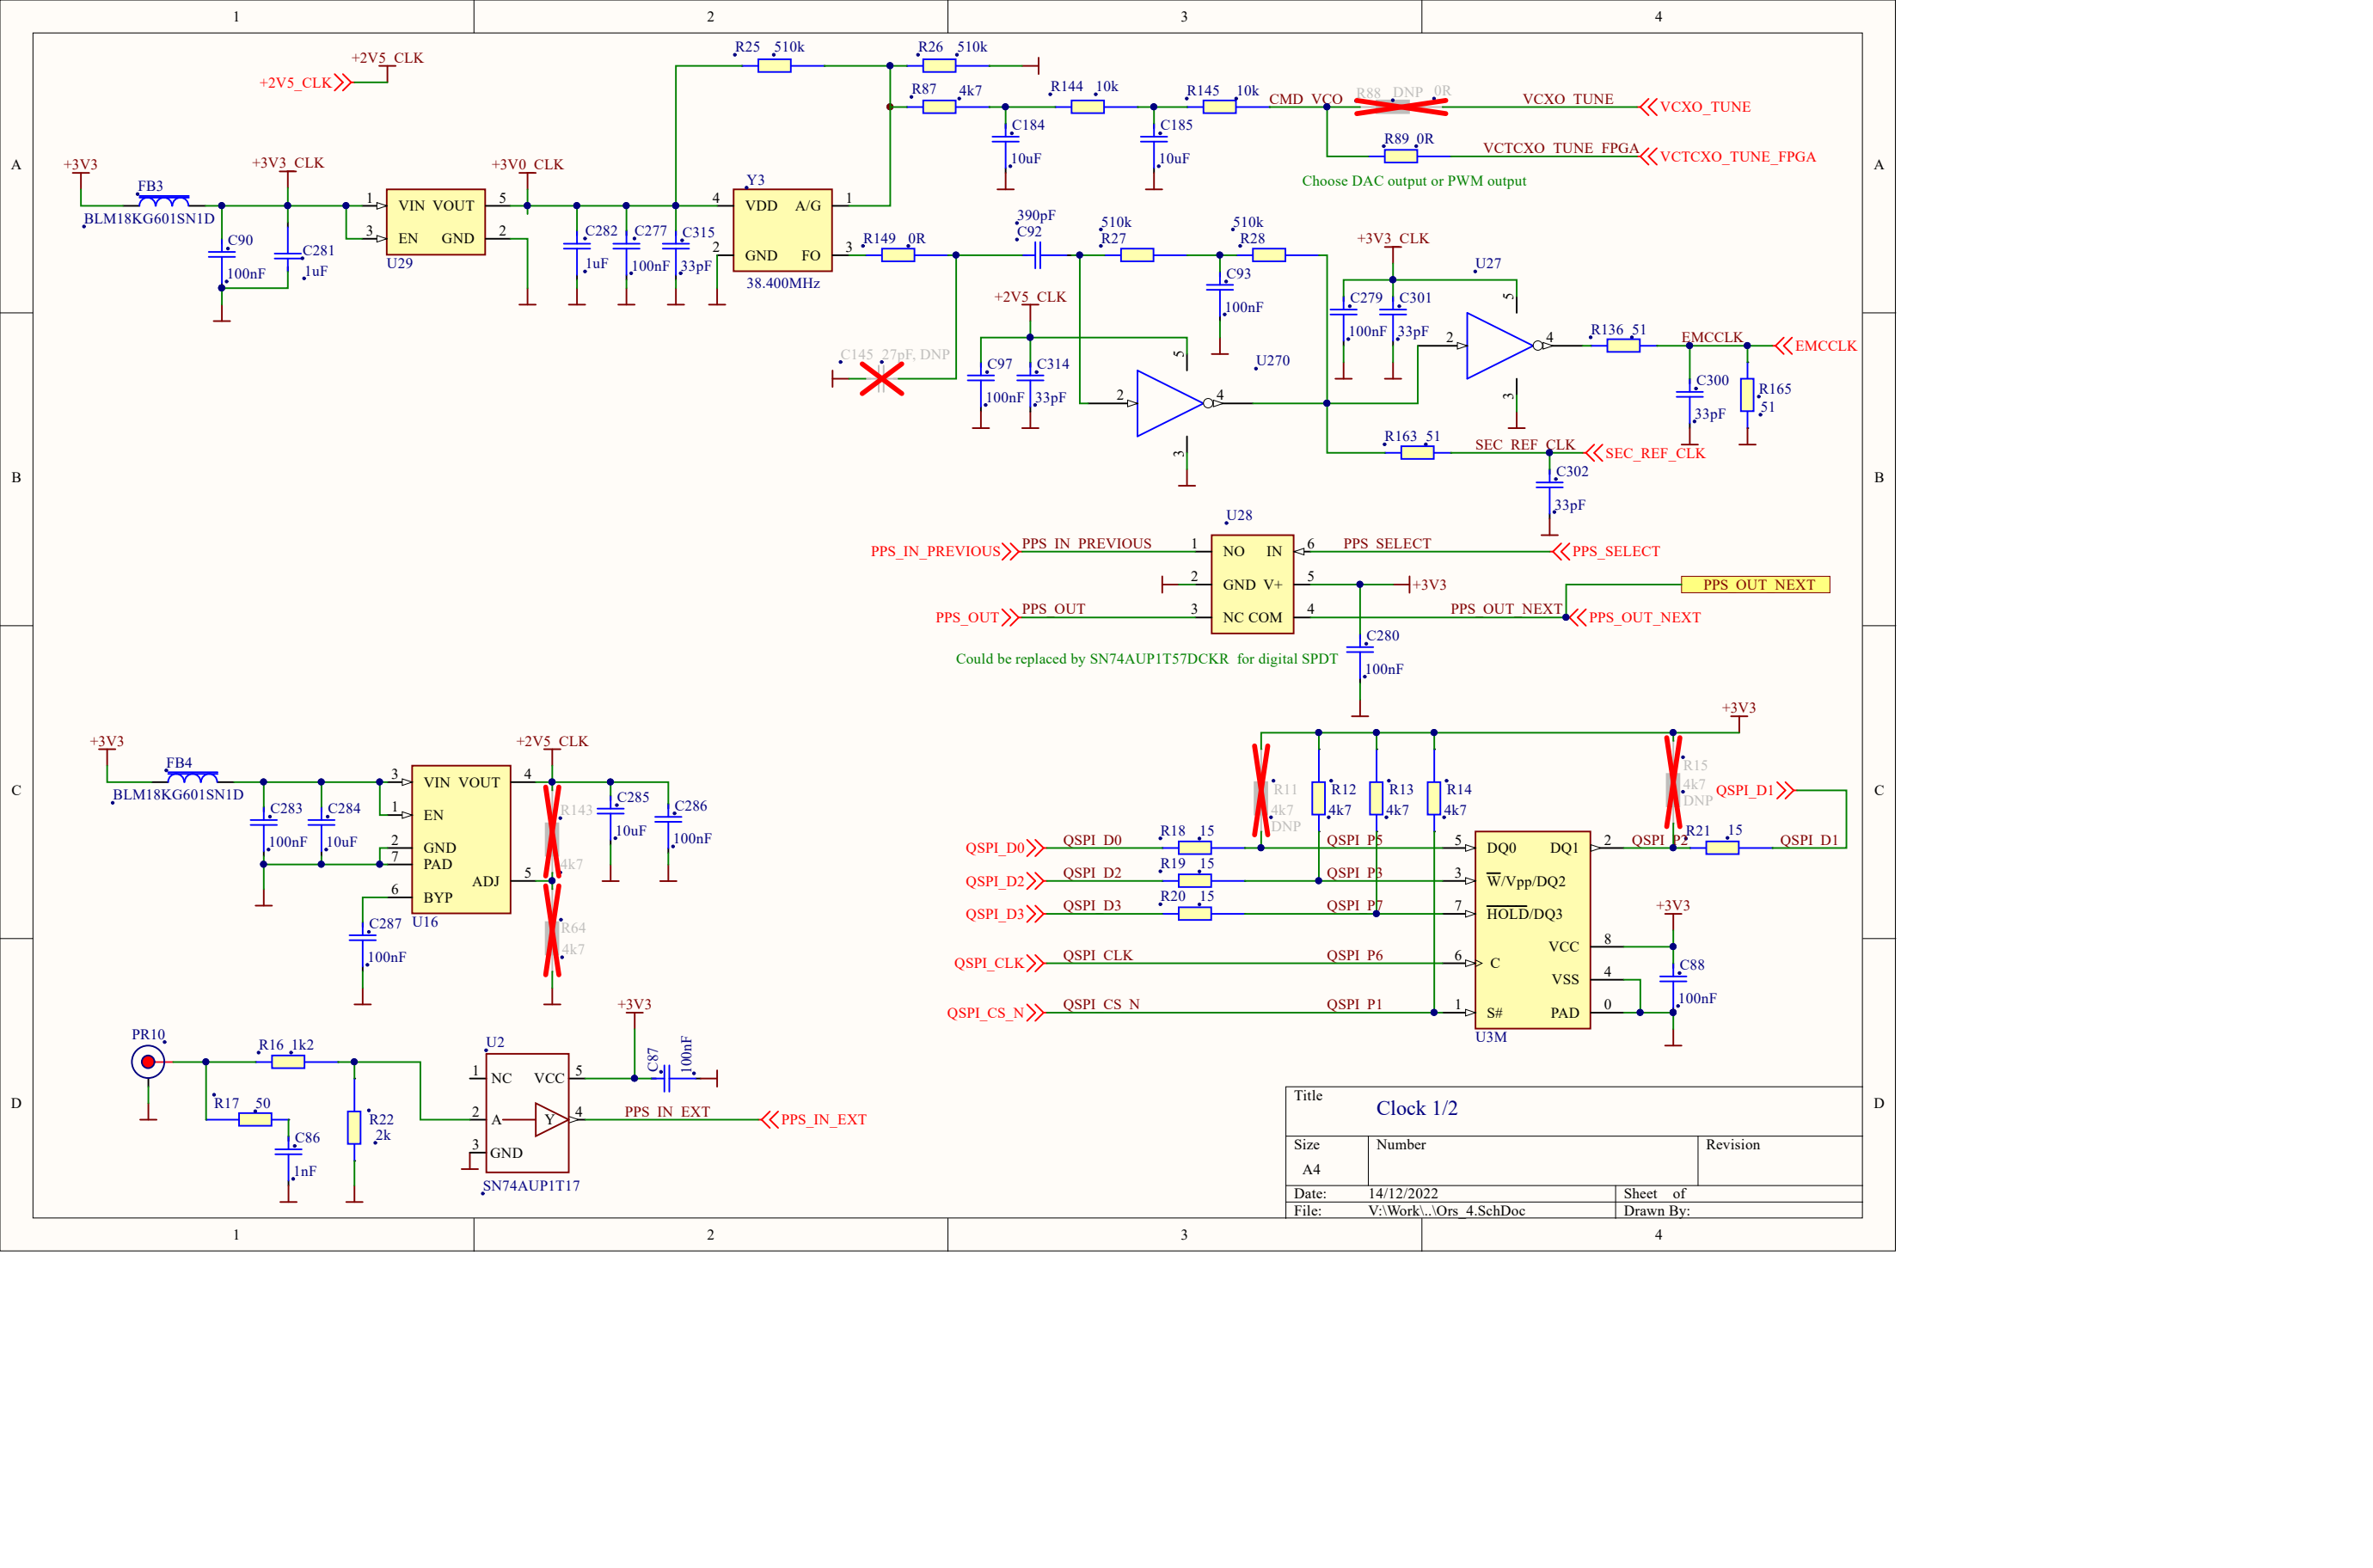 1 2 3 4
A
B
C
D
+2V5_CLK
+2V5_CLK
R25 510k
R26 510k
R87 4k7
R144 10k
R145 10k
CMD_VCO
R88 DNP 0R
VCXO_TUNE
VCXO_TUNE
C184
10uF
C185
10uF
R89 0R
VCTCXO_TUNE_FPGA
VCTCXO_TUNE_FPGA
Choose DAC output or PWM output
+3V3
FB3
BLM18KG601SN1D
+3V3_CLK
C90
100nF
C281
1uF
1 VIN VOUT 5
3 EN GND 2
U29
+3V0_CLK
C282
1uF
C277
100nF
C315
33pF
Y3
4 VDD A/G 1
2 GND FO 3
38.400MHz
R149 0R
390pF
C92
510k
R27
510k
R28
C93
100nF
C145 27pF, DNP
+2V5_CLK
C97
100nF
C314
33pF
U270
2 4
5
3
+3V3_CLK
C279
100nF
C301
33pF
U27
2 4
5
3
R136 51
EMCCLK
EMCCLK
C300
33pF
R165
51
R163 51
SEC_REF_CLK
SEC_REF_CLK
C302
33pF
U28
PPS_IN_PREVIOUS PPS_IN_PREVIOUS 1 NO IN 6 PPS_SELECT PPS_SELECT
2 GND V+ 5 +3V3
PPS_OUT PPS_OUT 3 NC COM 4 PPS_OUT_NEXT PPS_OUT_NEXT
PPS_OUT_NEXT
C280
100nF
Could be replaced by SN74AUP1T57DCKR for digital SPDT
+3V3
FB4
BLM18KG601SN1D
C283
100nF
C284
10uF
3 VIN VOUT 4
1 EN
2 GND
7 PAD
ADJ 5
6 BYP
U16
C287
100nF
+2V5_CLK
R143
4k7
R64
4k7
C285
10uF
C286
100nF
+3V3
R11
4k7
DNP
R12
4k7
R13
4k7
R14
4k7
R15
4k7
DNP
QSPI_D1
QSPI_D0 QSPI_D0 R18 15 QSPI_P5 5 DQ0 DQ1 2 QSPI_P2 R21 15 QSPI_D1
QSPI_D2 QSPI_D2 R19 15 QSPI_P3 3 W/Vpp/DQ2
QSPI_D3 QSPI_D3 R20 15 QSPI_P7 7 HOLD/DQ3
VCC 8
QSPI_CLK QSPI_CLK QSPI_P6 6 C
VSS 4
QSPI_CS_N QSPI_CS_N QSPI_P1 1 S# PAD 0
U3M
+3V3
C88
100nF
PR10
R16 1k2
R17 50
C86
1nF
R22
2k
U2
1 NC VCC 5
2 A Y 4
3 GND
SN74AUP1T17
+3V3
C87
100nF
PPS_IN_EXT
PPS_IN_EXT
Title
Clock 1/2
Size Number Revision
A4
Date: 14/12/2022 Sheet of
File: V:\Work\..\Ors_4.SchDoc Drawn By:
A
B
C
D
1 2 3 4